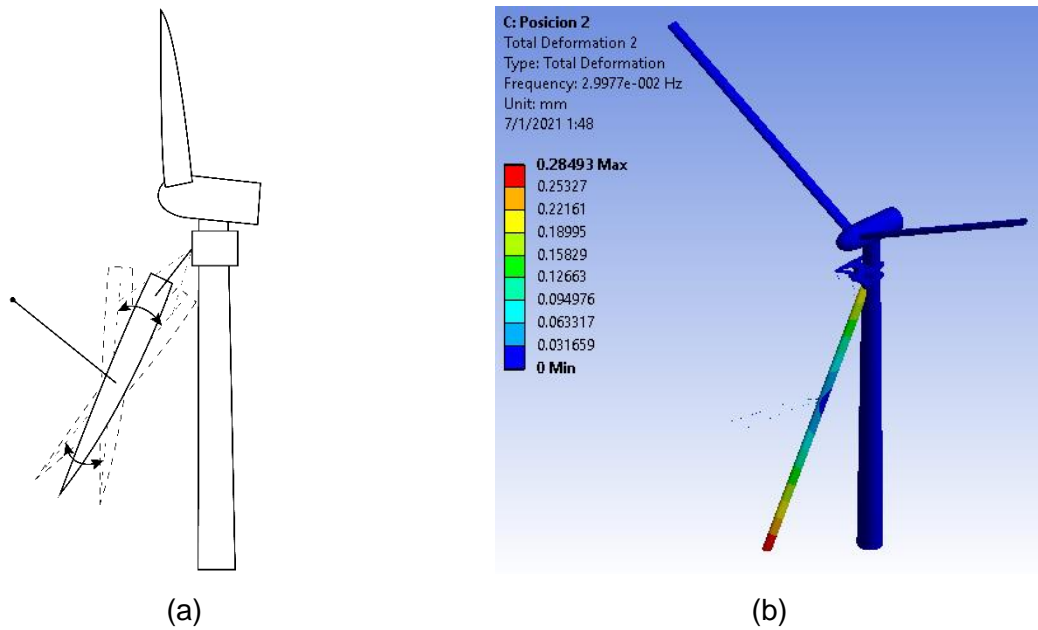 C: Posicion 2
Total Deformation 2
Type: Total Deformation
Frequency: 2.9977e-002 Hz
Unit: mm
7/1/2021 1:48
0.28493 Max
0.25327
0.22161
0.18995
0.15829
0.12663
0.094976
0.063317
0.031659
0 Min
(a)
(b)